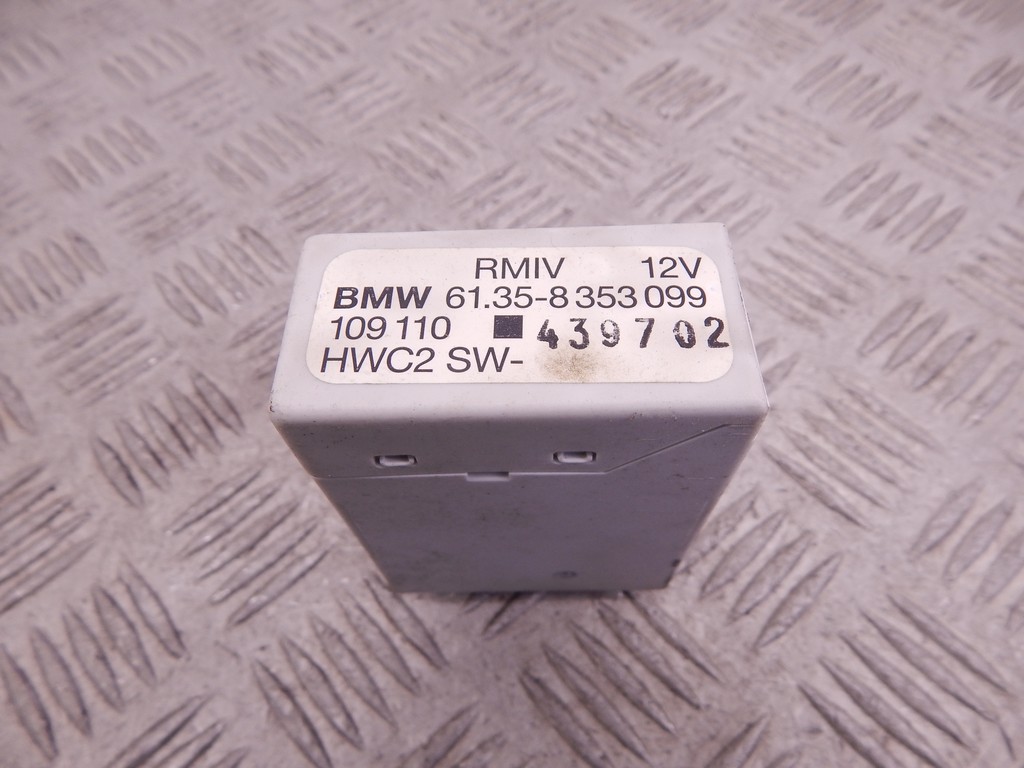 RMIV 12V
BMW 61.35-8 353 099
109 110 ■ 439702
HWC2 SW-